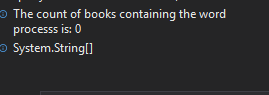 The count of books containing the word
processs is: 0
System.String[]